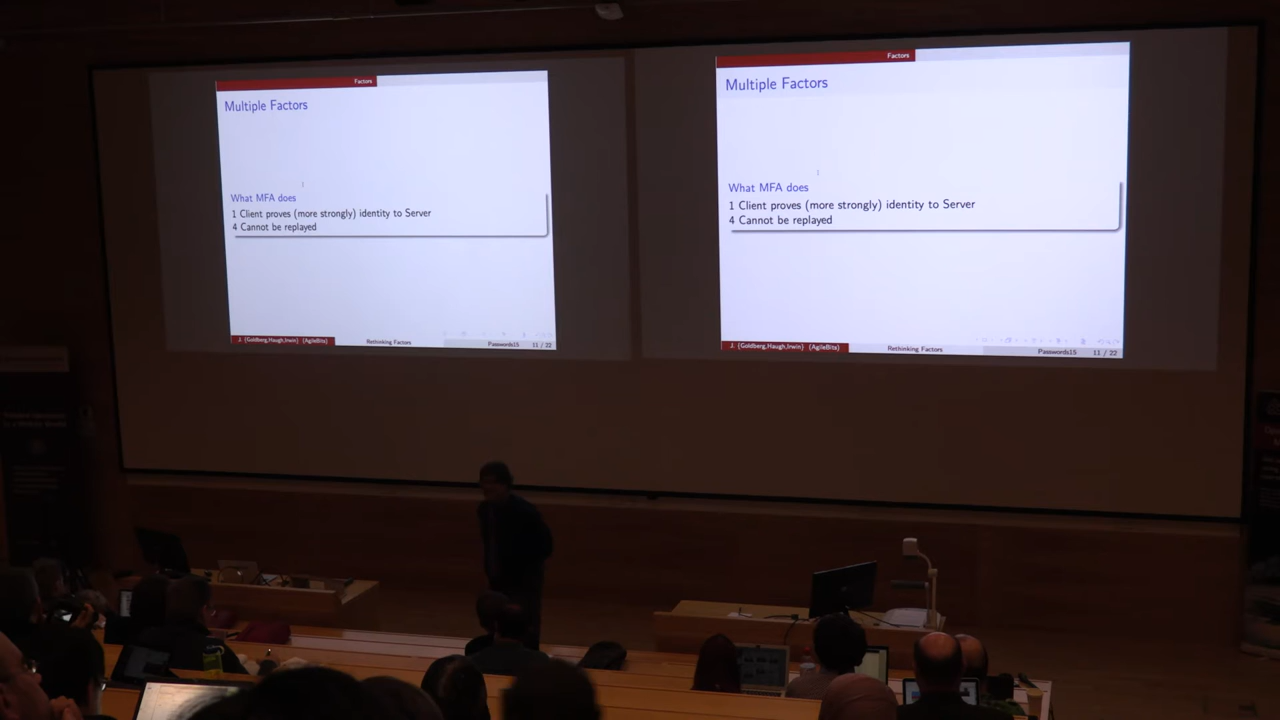 Factors
Multiple Factors
What MFA does
1 Client proves (more strongly) identity to Server
4 Cannot be replayed
J. {Goldberg,Haugh,Irwin} (AgileBits)
Rethinking Factors
Passwords15
11 / 22
Factors
Multiple Factors
What MFA does
1 Client proves (more strongly) identity to Server
4 Cannot be replayed
J. {Goldberg,Haugh,Irwin} (AgileBits)
Rethinking Factors
Passwords15
11 / 22